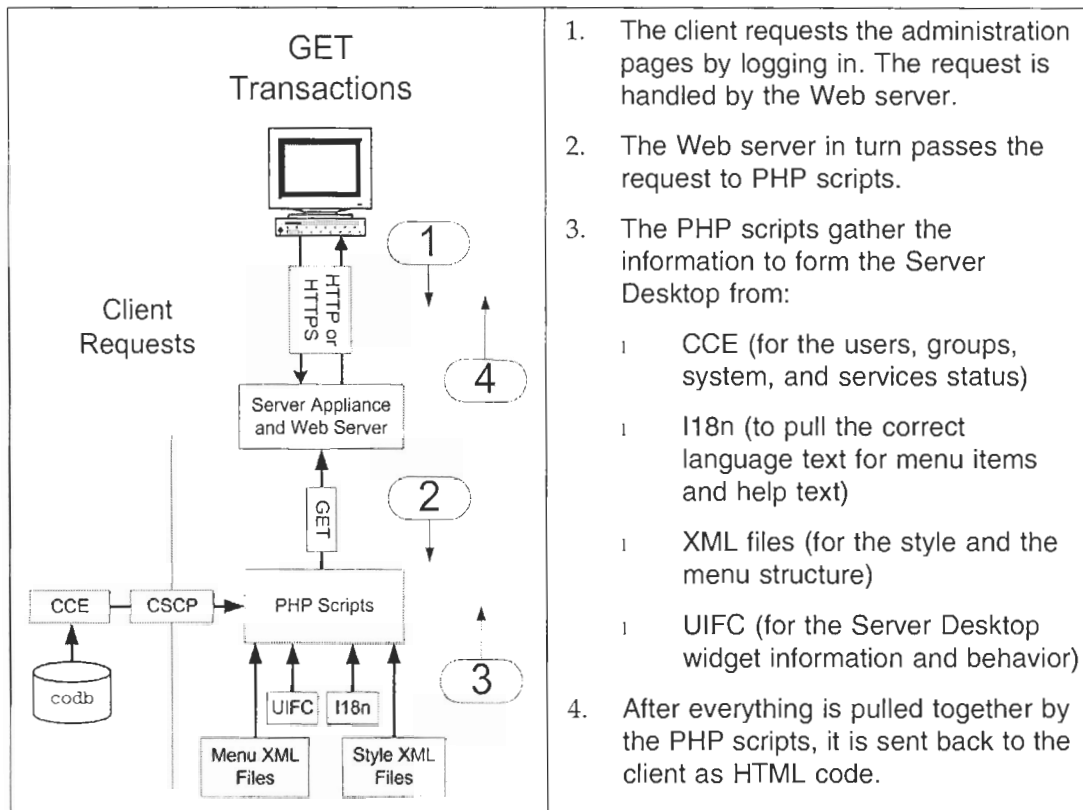 GET
Transactions
1
HTTP or
HTTPS
Client
Requests
4
Server Appliance
and Web Server
2
GET
CCE
CSCP
PHP Scripts
codb
3
UIFC
I18n
Menu XML
Files
Style XML
Files
1. The client requests the administration
pages by logging in. The request is
handled by the Web server.
2. The Web server in turn passes the
request to PHP scripts.
3. The PHP scripts gather the
information to form the Server
Desktop from:
l CCE (for the users, groups,
system, and services status)
l I18n (to pull the correct
language text for menu items
and help text)
l XML files (for the style and the
menu structure)
l UIFC (for the Server Desktop
widget information and behavior)
4. After everything is pulled together by
the PHP scripts, it is sent back to the
client as HTML code.